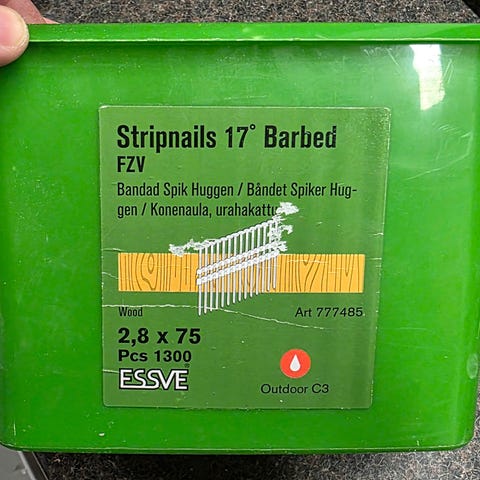 Stripnails 17° Barbed
FZV
Bandad Spik Huggen / Båndet Spiker Hug-
gen / Konenaula, urahakattu
Wood
Art 777485
2,8 x 75
Pcs 1300
ESSVE
Outdoor C3